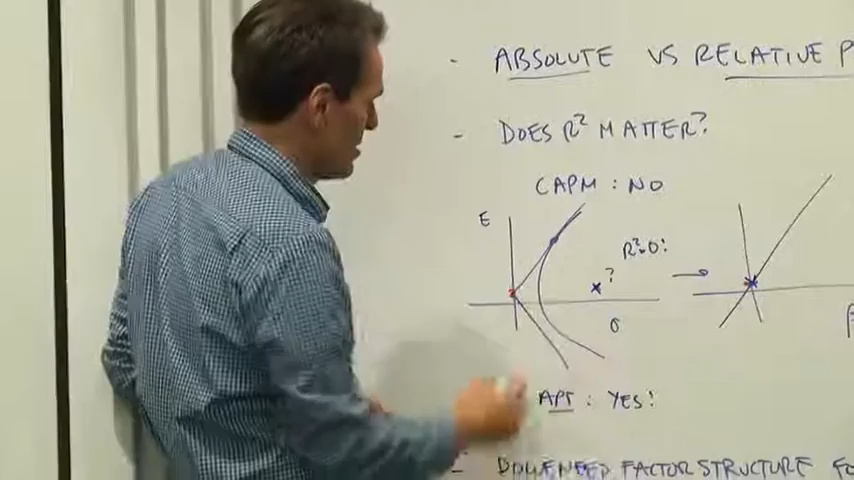 - ABSOLUTE VS RELATIVE P
- DOES R² MATTER?
CAPM : NO
E
R²=0:
x?
σ
β
APT : YES!
- FACTOR STRUCTURE